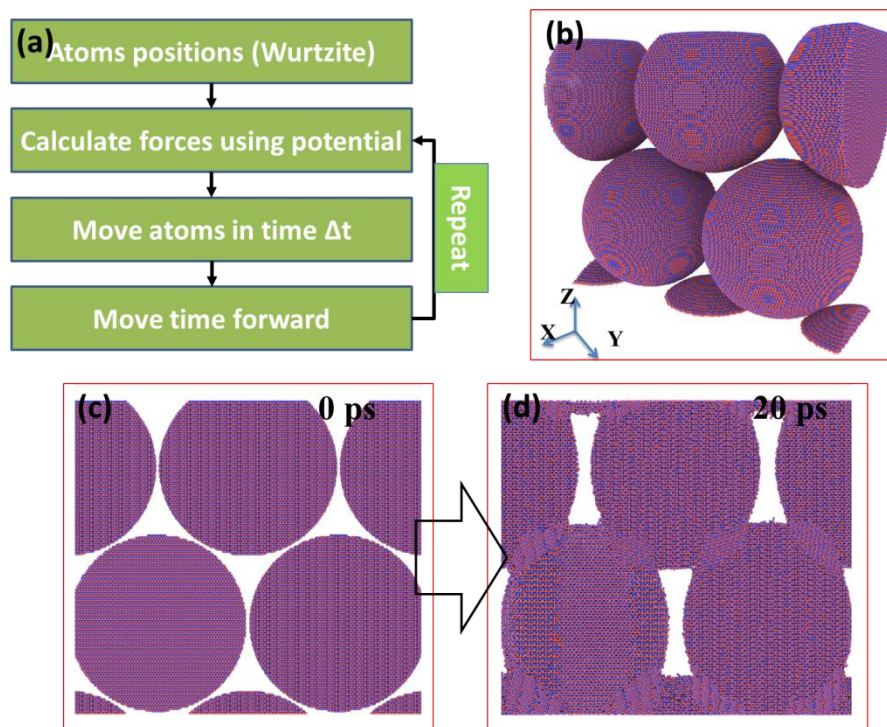 (a)
Atoms positions (Wurtzite)
Calculate forces using potential
Move atoms in time Δt
Move time forward
Repeat
(b)
Z
X
Y
(c)
0 ps
(d)
20 ps